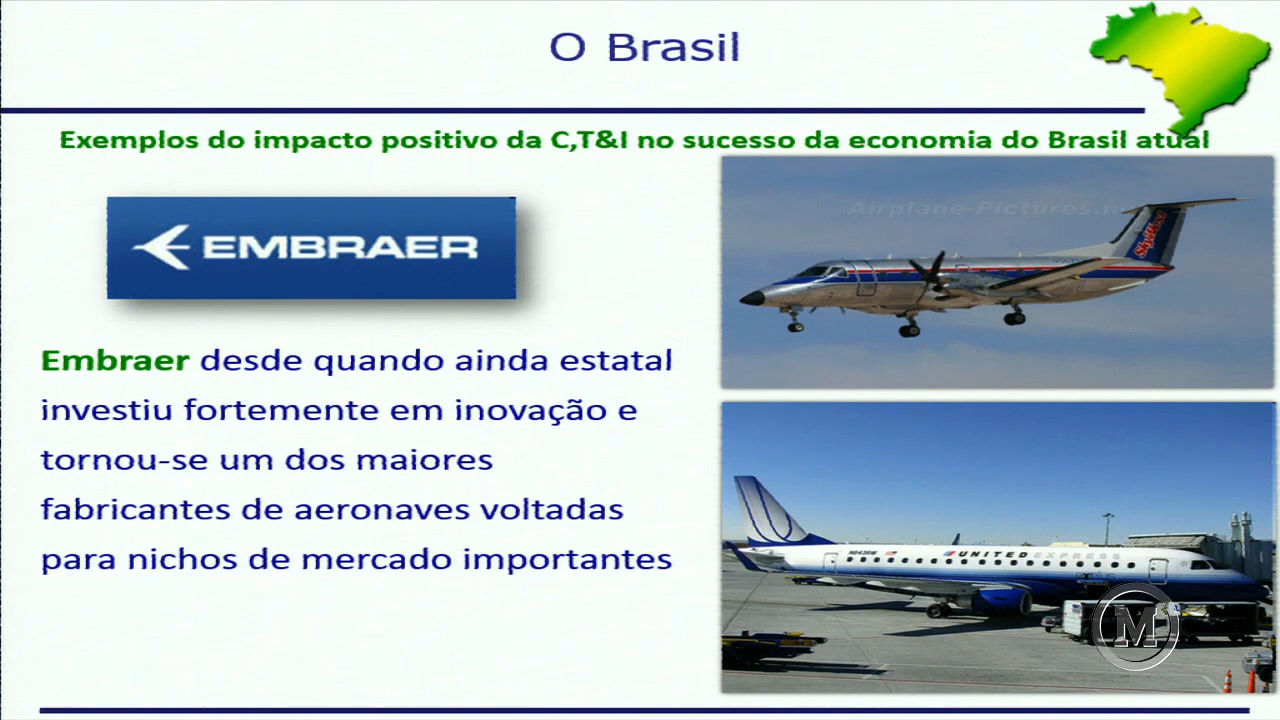 O Brasil
Exemplos do impacto positivo da C,T&I no sucesso da economia do Brasil atual
EMBRAER
Airplane-Pictures.ne
SkyWest
Embraer desde quando ainda estatal
investiu fortemente em inovação e
tornou-se um dos maiores
fabricantes de aeronaves voltadas
para nichos de mercado importantes
UNITED EXPRESS
M